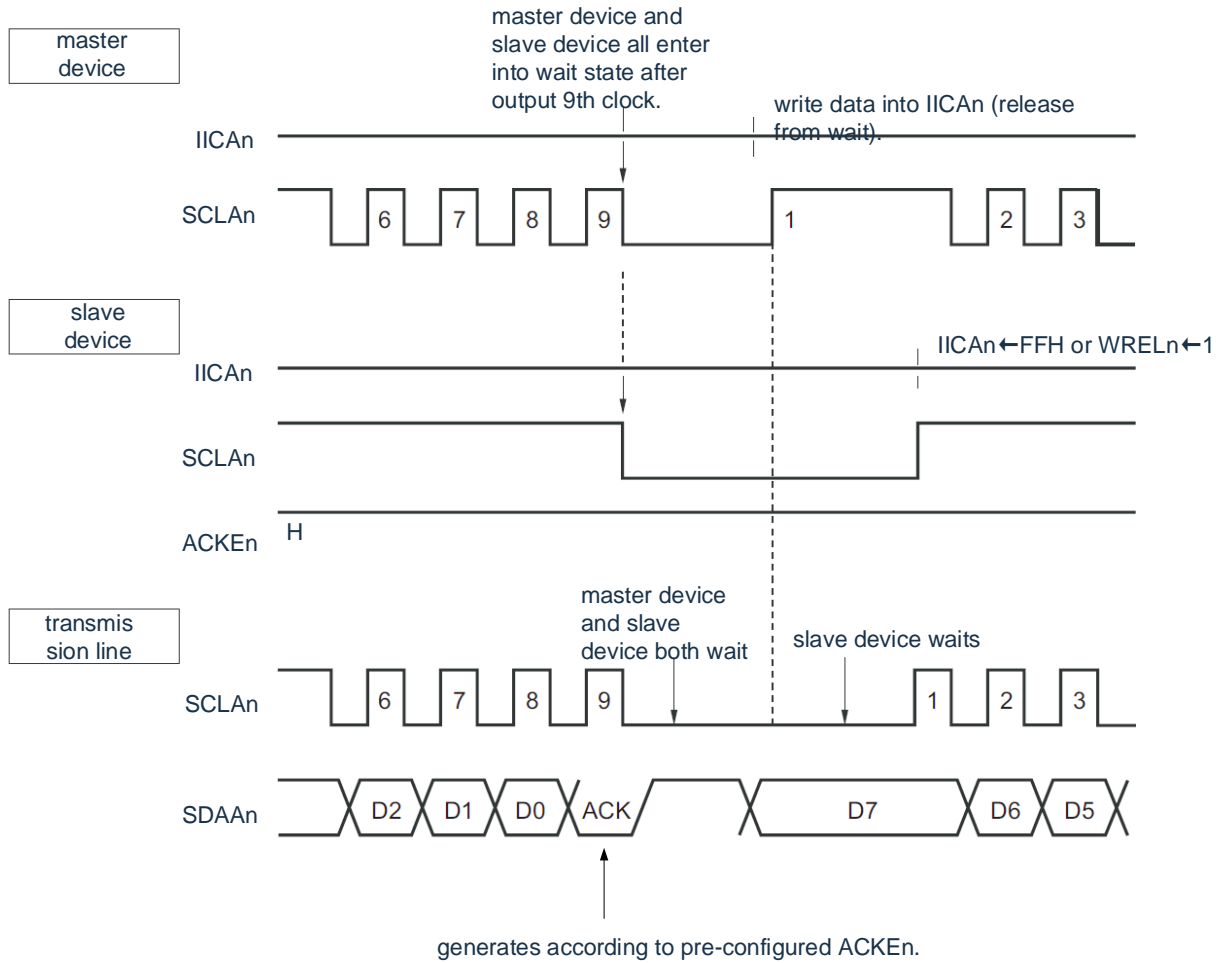 master device and
slave device all enter
into wait state after
output 9th clock.
master
device
write data into IICAn (release
from wait).
IICAn
SCLAn
6 7 8 9 1 2 3
slave
device
IICAn←FFH or WRELn←1
IICAn
SCLAn
H
ACKEn
master device
and slave
device both wait
slave device waits
transmis
sion line
SCLAn
6 7 8 9 1 2 3
SDAAn
D2 D1 D0 ACK D7 D6 D5
generates according to pre-configured ACKEn.